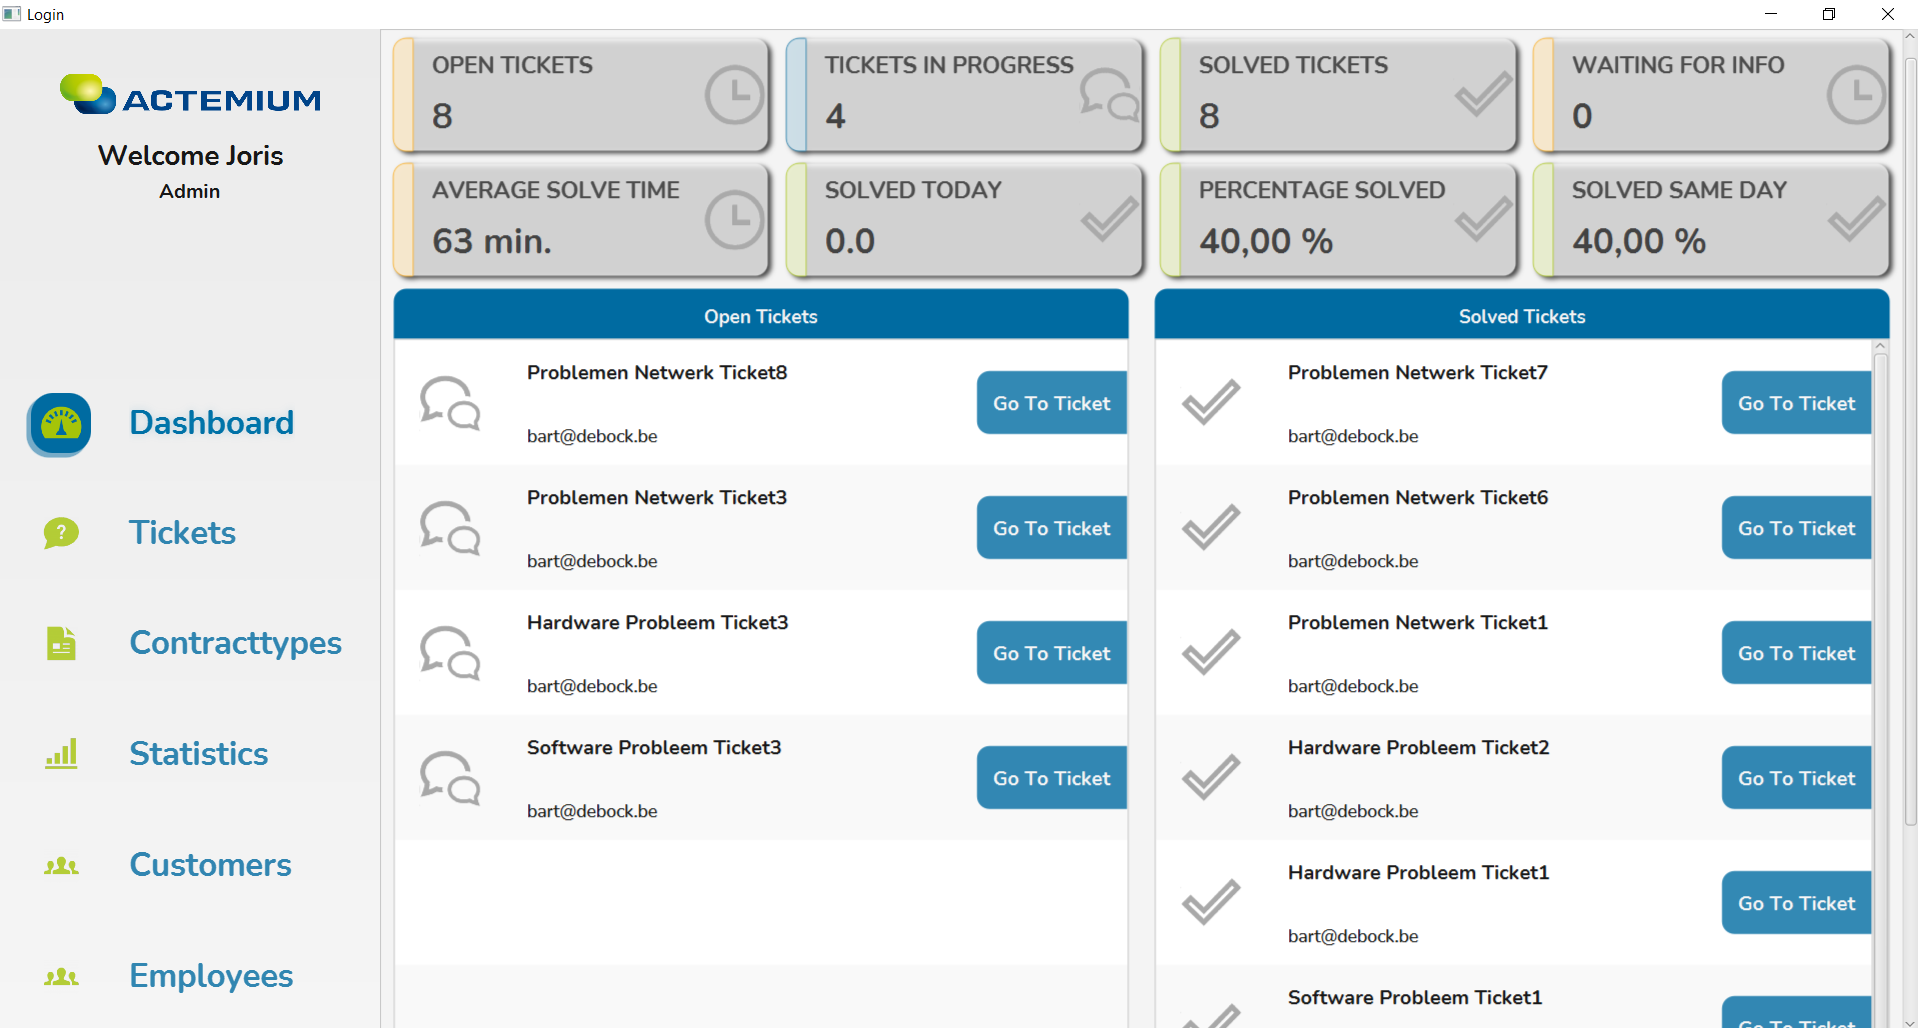 Login
ACTEMIUM
Welcome Joris
Admin
Dashboard
?
Tickets
Contracttypes
Statistics
Customers
Employees
OPEN TICKETS
8
TICKETS IN PROGRESS
4
SOLVED TICKETS
8
WAITING FOR INFO
0
AVERAGE SOLVE TIME
63 min.
SOLVED TODAY
0.0
PERCENTAGE SOLVED
40,00 %
SOLVED SAME DAY
40,00 %
Open Tickets
Problemen Netwerk Ticket8
bart@debock.be
Go To Ticket
Problemen Netwerk Ticket3
bart@debock.be
Go To Ticket
Hardware Probleem Ticket3
bart@debock.be
Go To Ticket
Software Probleem Ticket3
bart@debock.be
Go To Ticket
Solved Tickets
Problemen Netwerk Ticket7
bart@debock.be
Go To Ticket
Problemen Netwerk Ticket6
bart@debock.be
Go To Ticket
Problemen Netwerk Ticket1
bart@debock.be
Go To Ticket
Hardware Probleem Ticket2
bart@debock.be
Go To Ticket
Hardware Probleem Ticket1
bart@debock.be
Go To Ticket
Software Probleem Ticket1
Go To Ticket